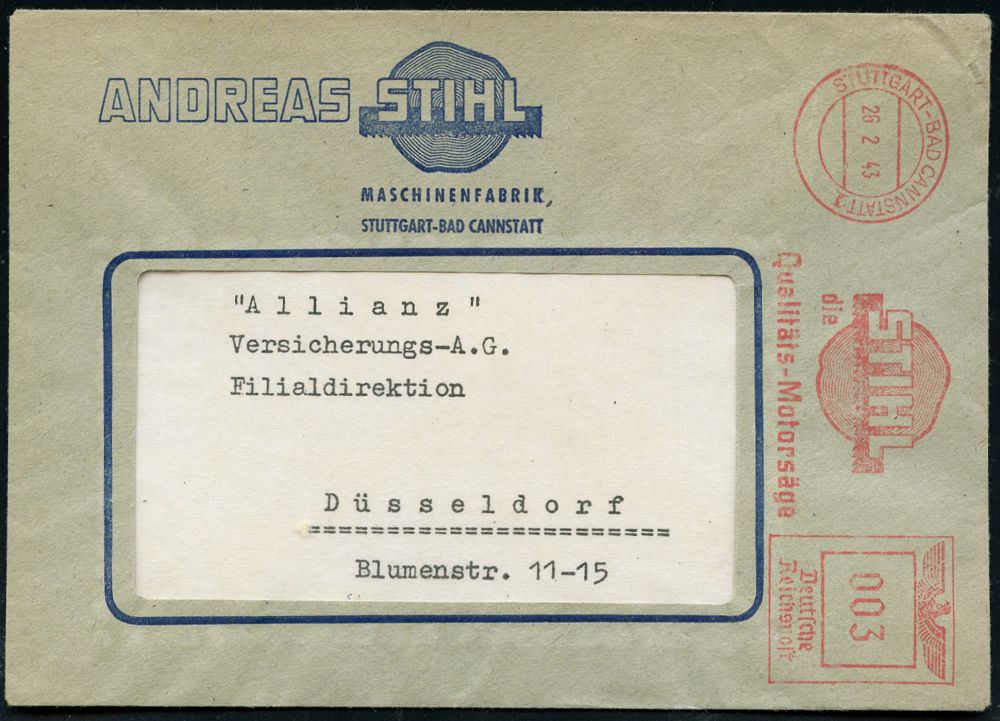 ANDREAS STIHL
MASCHINENFABRIK
STUTTGART-BAD CANNSTATT
"Allianz"
Versicherungs-A.G.
Filialdirektion
Düsseldorf
Blumenstr. 11-15
STUTTGART-BAD CANNSTATT 1
26 2 43
die
STIHL
Qualitäts-Motorsäge
003
Deutsche
Reichspost